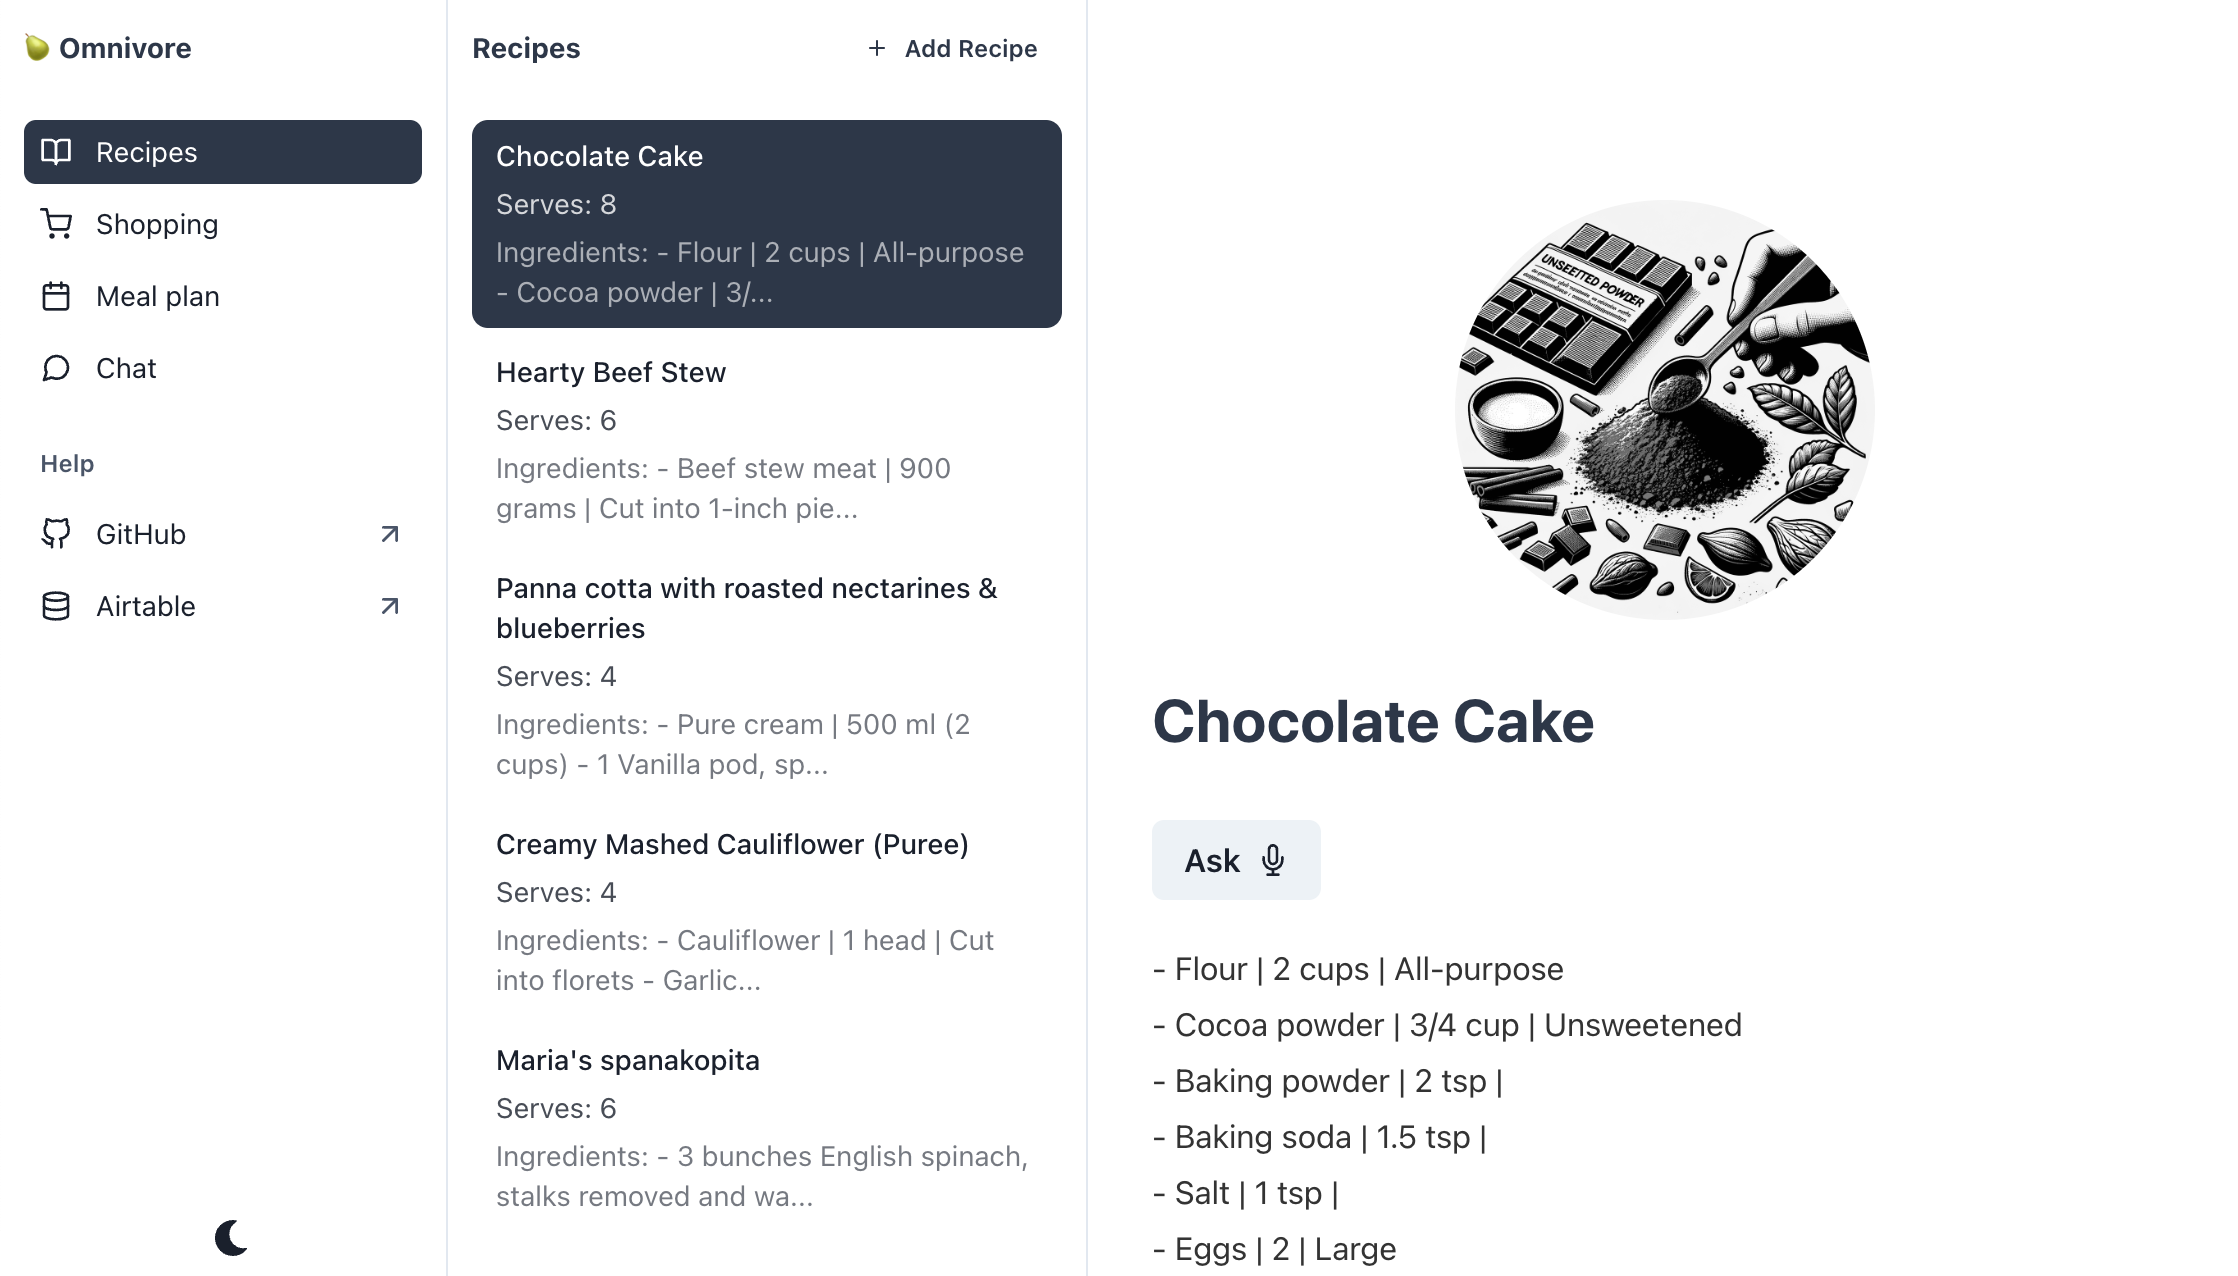 Omnivore
Recipes
Shopping
Meal plan
Chat
Help
GitHub
Airtable
Recipes
Add Recipe
Chocolate Cake
Serves: 8
Ingredients: - Flour | 2 cups | All-purpose
- Cocoa powder | 3/...
Hearty Beef Stew
Serves: 6
Ingredients: - Beef stew meat | 900
grams | Cut into 1-inch pie...
Panna cotta with roasted nectarines &
blueberries
Serves: 4
Ingredients: - Pure cream | 500 ml (2
cups) - 1 Vanilla pod, sp...
Creamy Mashed Cauliflower (Puree)
Serves: 4
Ingredients: - Cauliflower | 1 head | Cut
into florets - Garlic...
Maria's spanakopita
Serves: 6
Ingredients: - 3 bunches English spinach,
stalks removed and wa...
UNSEETTED POWDER
Chocolate Cake
Ask
- Flour | 2 cups | All-purpose
- Cocoa powder | 3/4 cup | Unsweetened
- Baking powder | 2 tsp |
- Baking soda | 1.5 tsp |
- Salt | 1 tsp |
- Eggs | 2 | Large